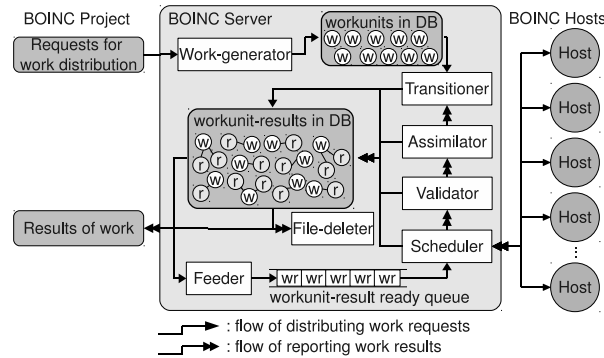 BOINC Project
BOINC Server
BOINC Hosts
Requests for
work distribution
Work-generator
workunits in DB
w w w w w
w w w w w
Transitioner
workunit-results in DB
w r w w r
r r w r w r
w r r w r
r w r w w r
Assimilator
Validator
Scheduler
Results of work
File-deleter
Feeder
wr wr wr wr wr
workunit-result ready queue
Host
Host
Host
Host
Host
: flow of distributing work requests
: flow of reporting work results